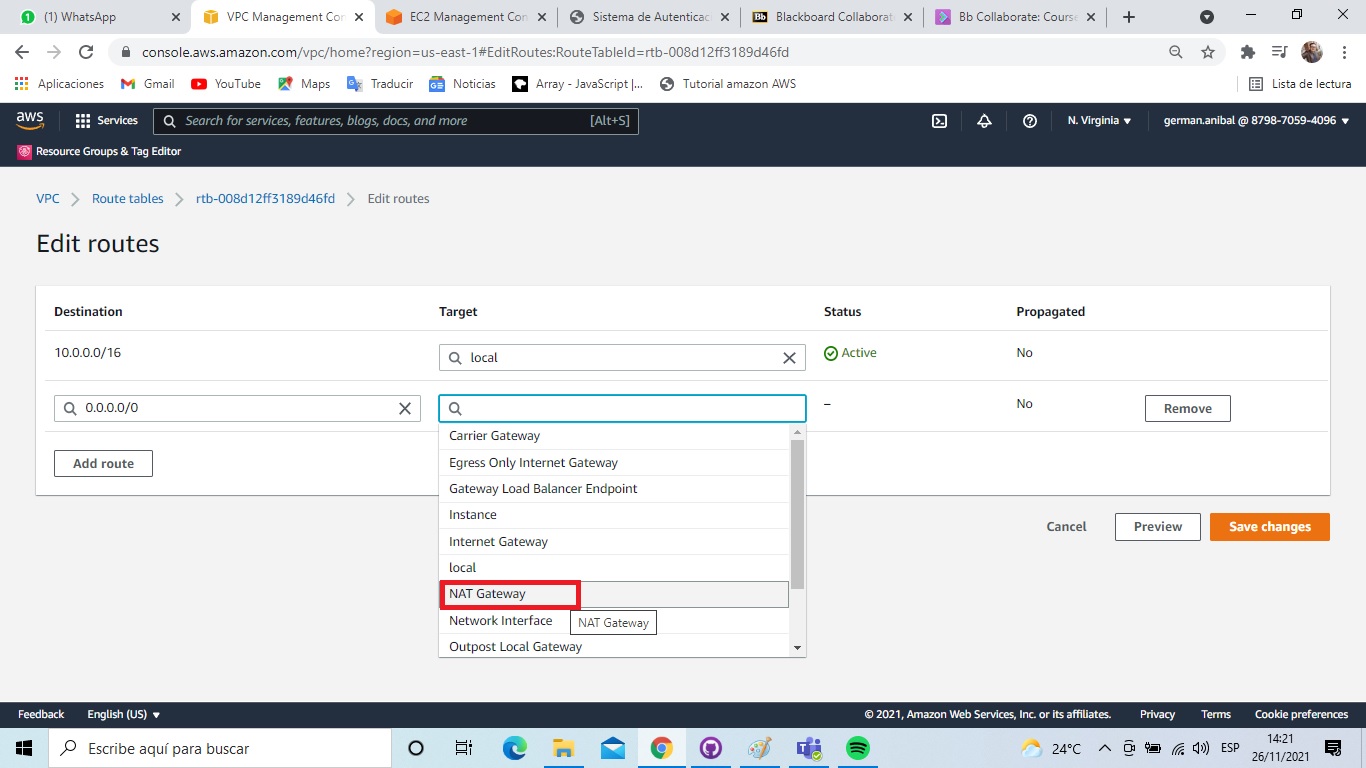 (1) WhatsApp
VPC Management Con
EC2 Management Con
Sistema de Autenticac
Bb Blackboard Collaborat
Bb Collaborate: Course
console.aws.amazon.com/vpc/home?region=us-east-1#EditRoutes:RouteTableId=rtb-008d12ff3189d46fd
Aplicaciones
Gmail
YouTube
Maps
Traducir
Noticias
Array - JavaScript |...
Tutorial amazon AWS
Lista de lectura
aws
Services
Search for services, features, blogs, docs, and more
[Alt+S]
N. Virginia
german.anibal @ 8798-7059-4096
Resource Groups & Tag Editor
VPC
Route tables
rtb-008d12ff3189d46fd
Edit routes
Edit routes
Destination
Target
Status
Propagated
10.0.0.0/16
local
Active
No
0.0.0.0/0
–
No
Remove
Carrier Gateway
Egress Only Internet Gateway
Gateway Load Balancer Endpoint
Instance
Internet Gateway
local
NAT Gateway
Network Interface
NAT Gateway
Outpost Local Gateway
Add route
Cancel
Preview
Save changes
Feedback
English (US)
© 2021, Amazon Web Services, Inc. or its affiliates.
Privacy
Terms
Cookie preferences
Escribe aquí para buscar
24°C
ESP
14:21
26/11/2021